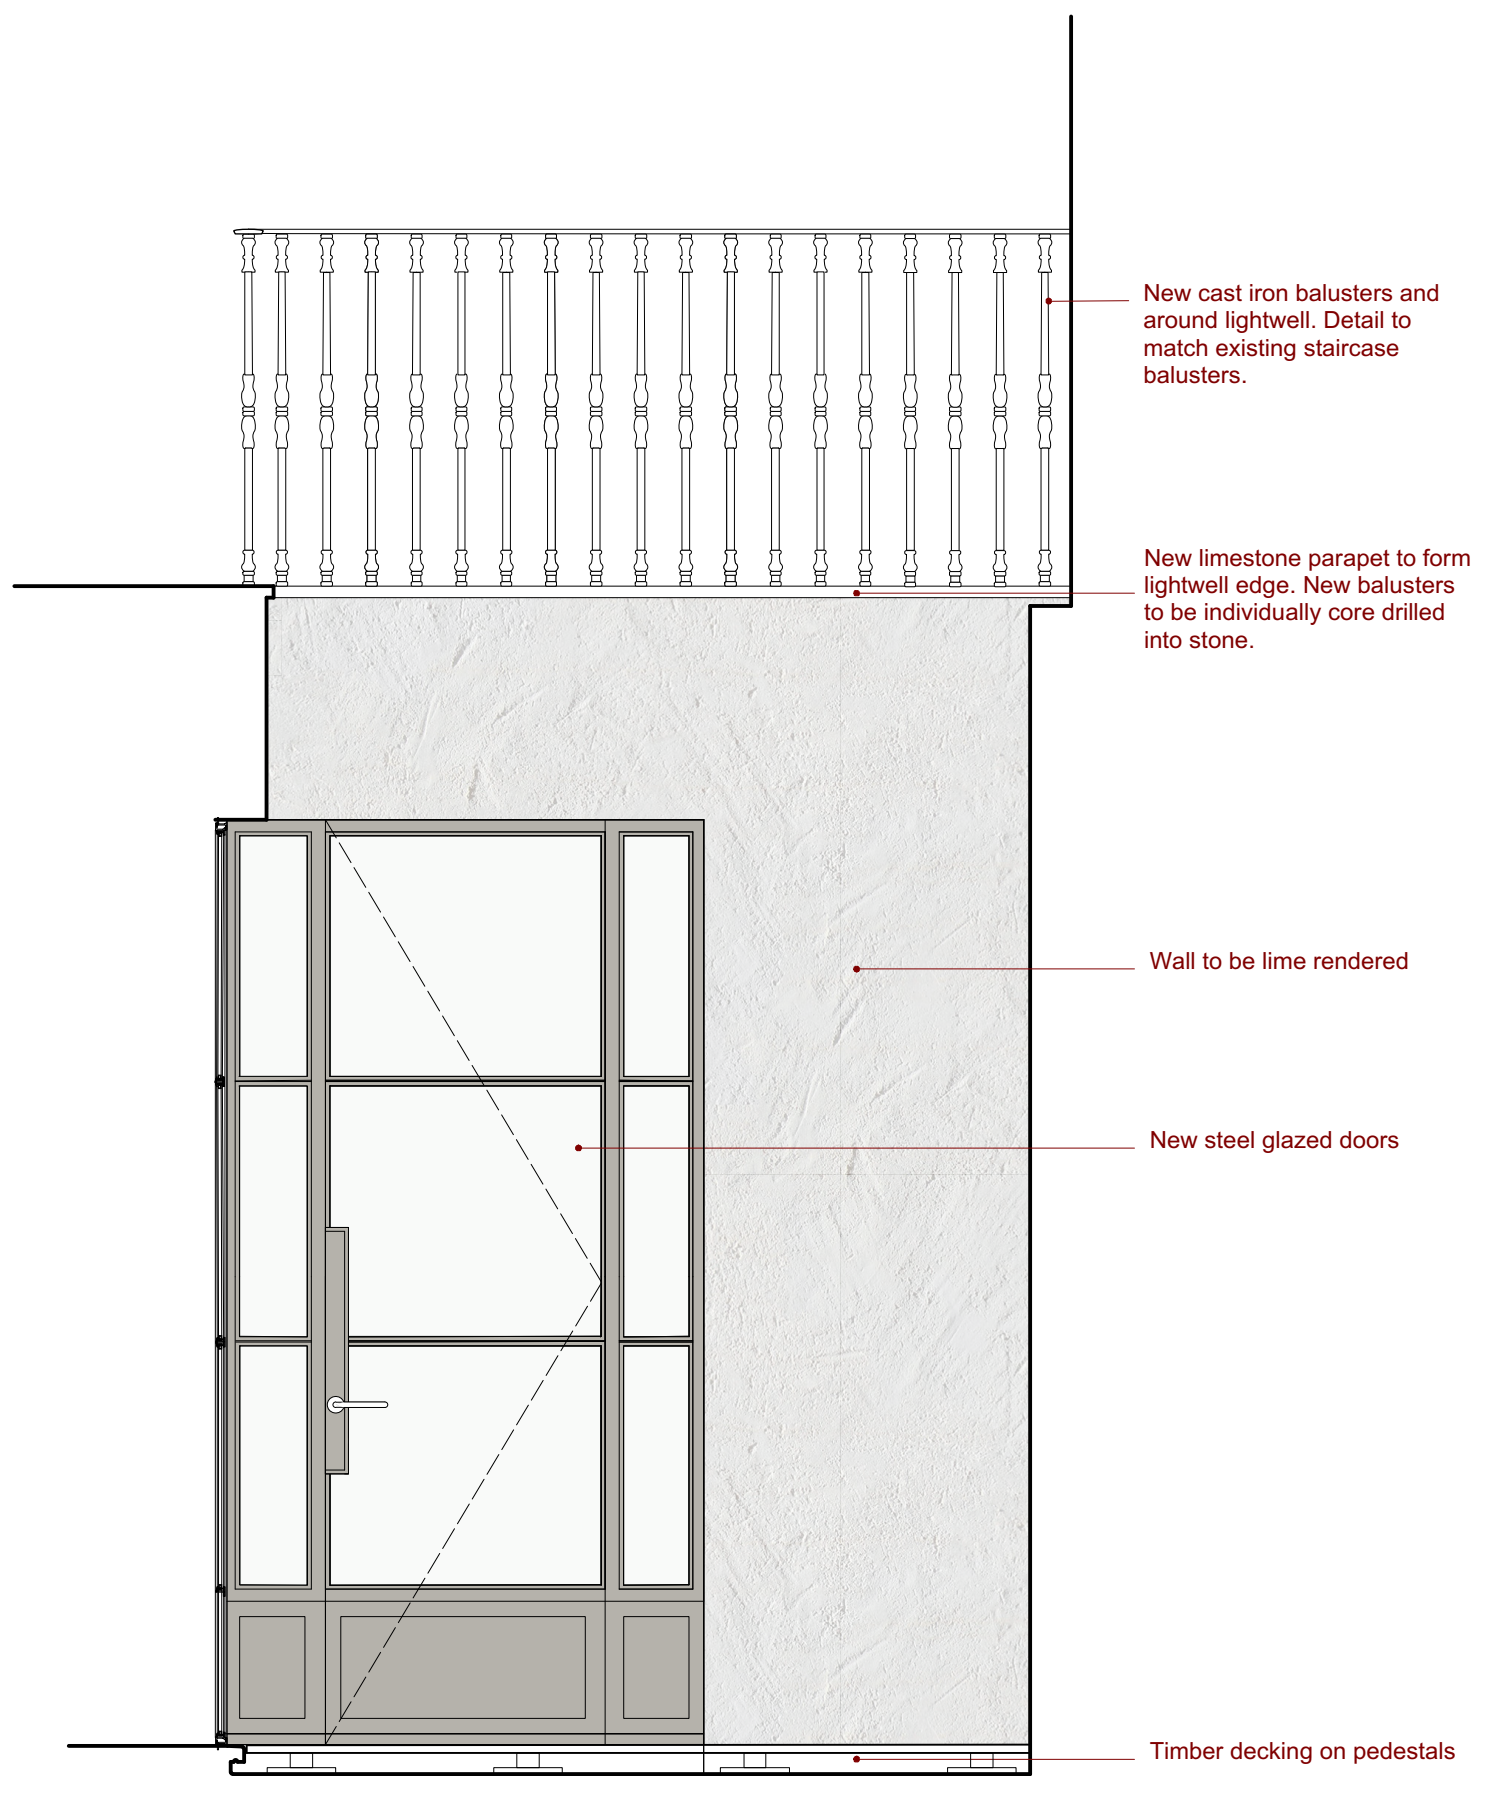 New cast iron balusters and
around lightwell. Detail to
match existing staircase
balusters.
New limestone parapet to form
lightwell edge. New balusters
to be individually core drilled
into stone.
Wall to be lime rendered
New steel glazed doors
Timber decking on pedestals